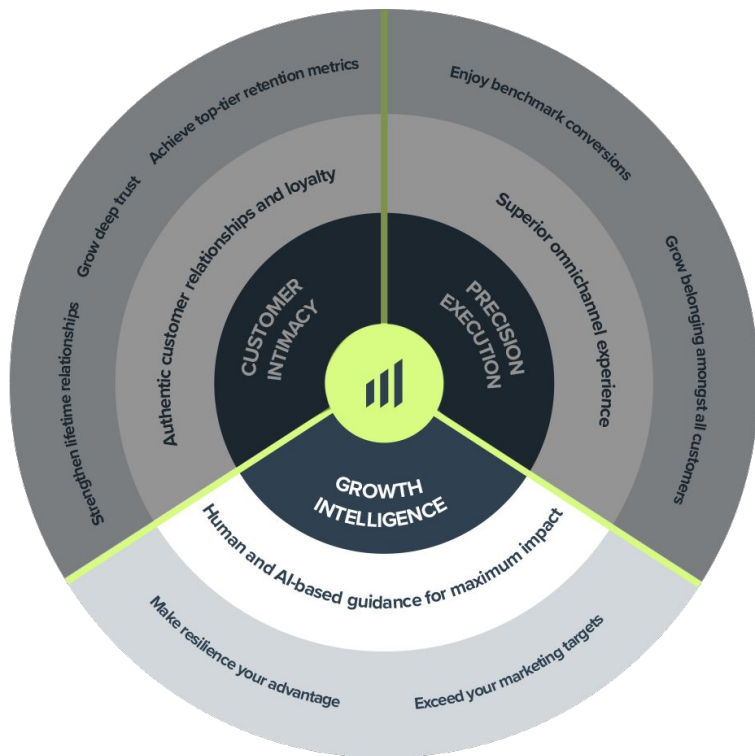 Achieve top-tier retention metrics
Grow deep trust
Strengthen lifetime relationships
Authentic customer relationships and loyalty
CUSTOMER
INTIMACY
Enjoy benchmark conversions
Grow belonging amongst all customers
Superior omnichannel experience
PRECISION
EXECUTION
GROWTH
INTELLIGENCE
Human and AI-based guidance for maximum impact
Make resilience your advantage
Exceed your marketing targets